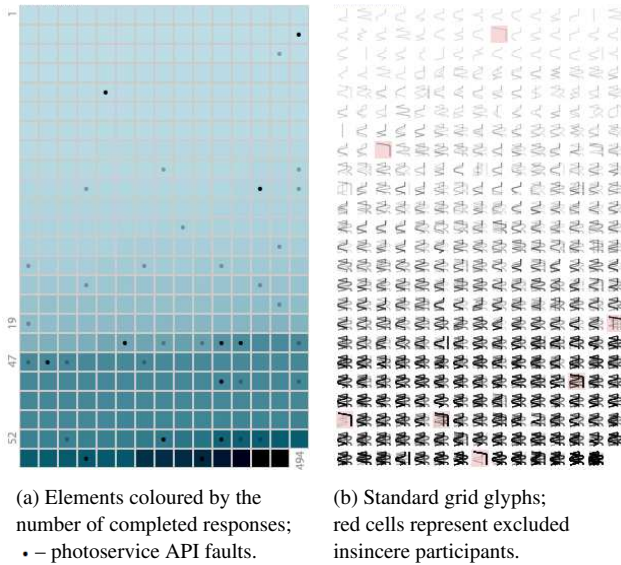 1
19
47
52
494
(a) Elements coloured by the
number of completed responses;
• – photoservice API faults.
(b) Standard grid glyphs;
red cells represent excluded
insincere participants.